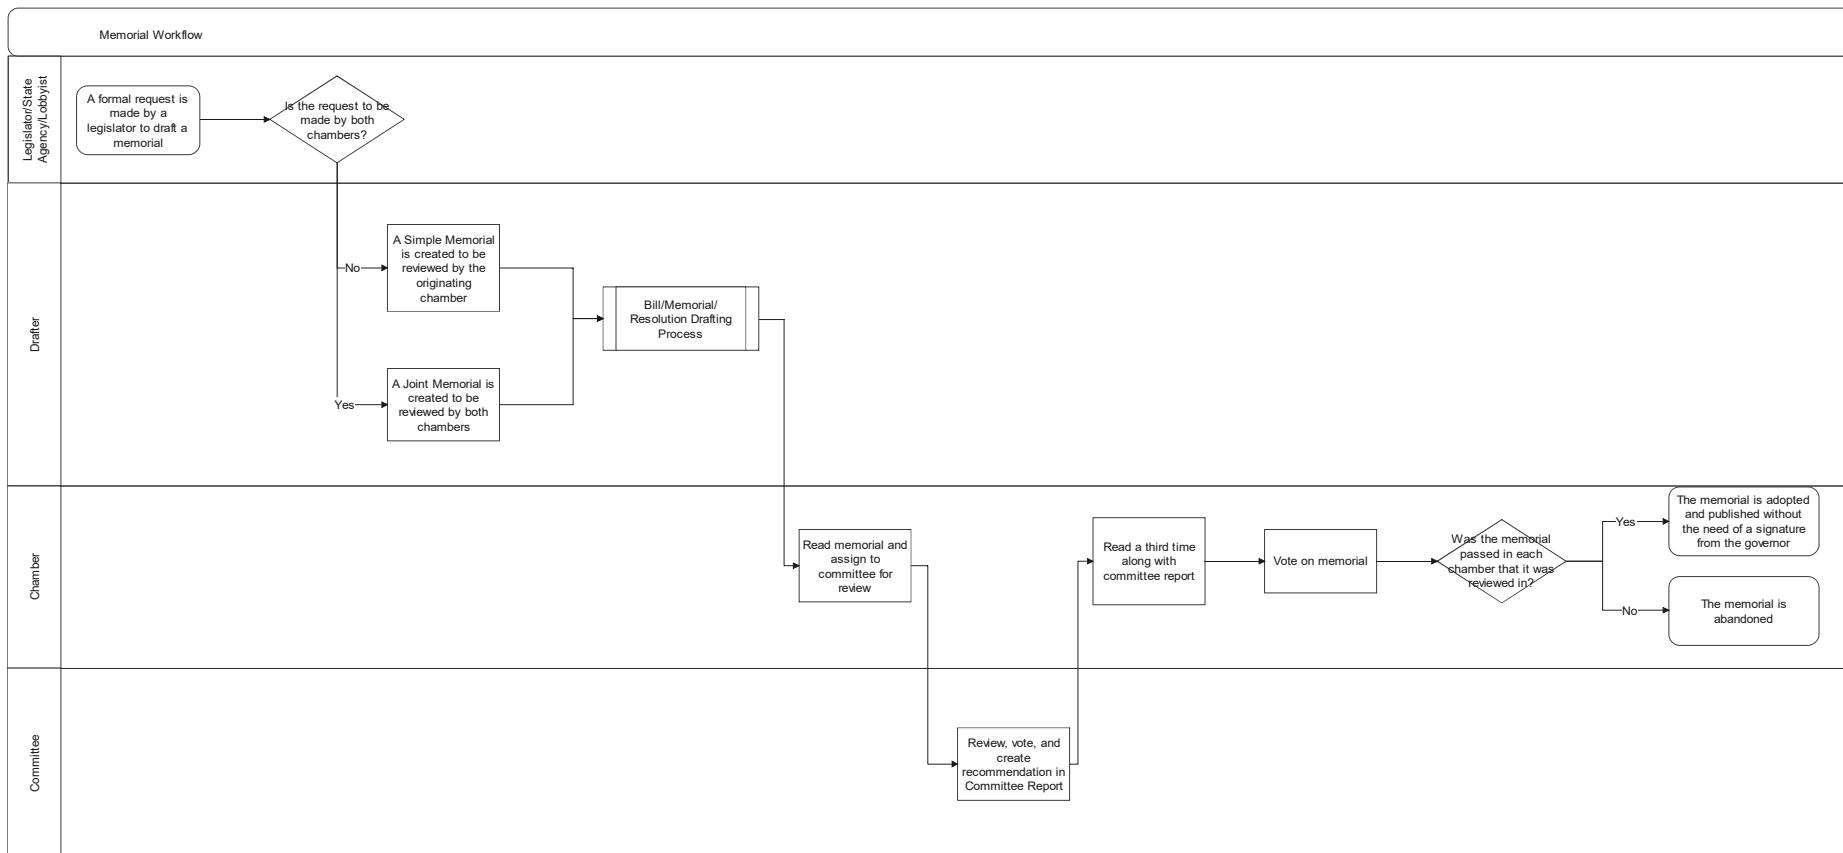 Memorial Workflow
Legislator/State
Agency/Lobbyist
A formal request is
made by a
legislator to draft a
memorial
Is the request to be
made by both
chambers?
Drafter
No
A Simple Memorial
is created to be
reviewed by the
originating
chamber
Yes
A Joint Memorial is
created to be
reviewed by both
chambers
Bill/Memorial/
Resolution Drafting
Process
Chamber
Read memorial and
assign to
committee for
review
Read a third time
along with
committee report
Vote on memorial
Was the memorial
passed in each
chamber that it was
reviewed in?
Yes
The memorial is adopted
and published without
the need of a signature
from the governor
No
The memorial is
abandoned
Committee
Review, vote, and
create
recommendation in
Committee Report